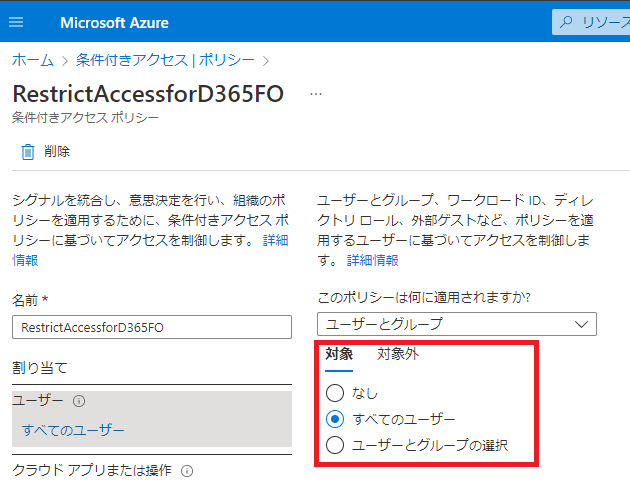 Microsoft Azure
リソース
ホーム > 条件付きアクセス | ポリシー >
RestrictAccessforD365FO ...
条件付きアクセス ポリシー
削除
シグナルを統合し、意思決定を行い、組織のポ
リシーを適用するために、条件付きアクセス ポ
リシーに基づいてアクセスを制御します。 詳細
情報
名前 *
RestrictAccessforD365FO
割り当て
ユーザー
すべてのユーザー
クラウド アプリまたは操作
ユーザーとグループ、ワークロード ID、ディレ
クトリ ロール、外部ゲストなど、ポリシーを適
用するユーザーに基づいてアクセスを制御しま
す。 詳細情報
このポリシーは何に適用されますか?
ユーザーとグループ
対象 対象外
なし
すべてのユーザー
ユーザーとグループの選択